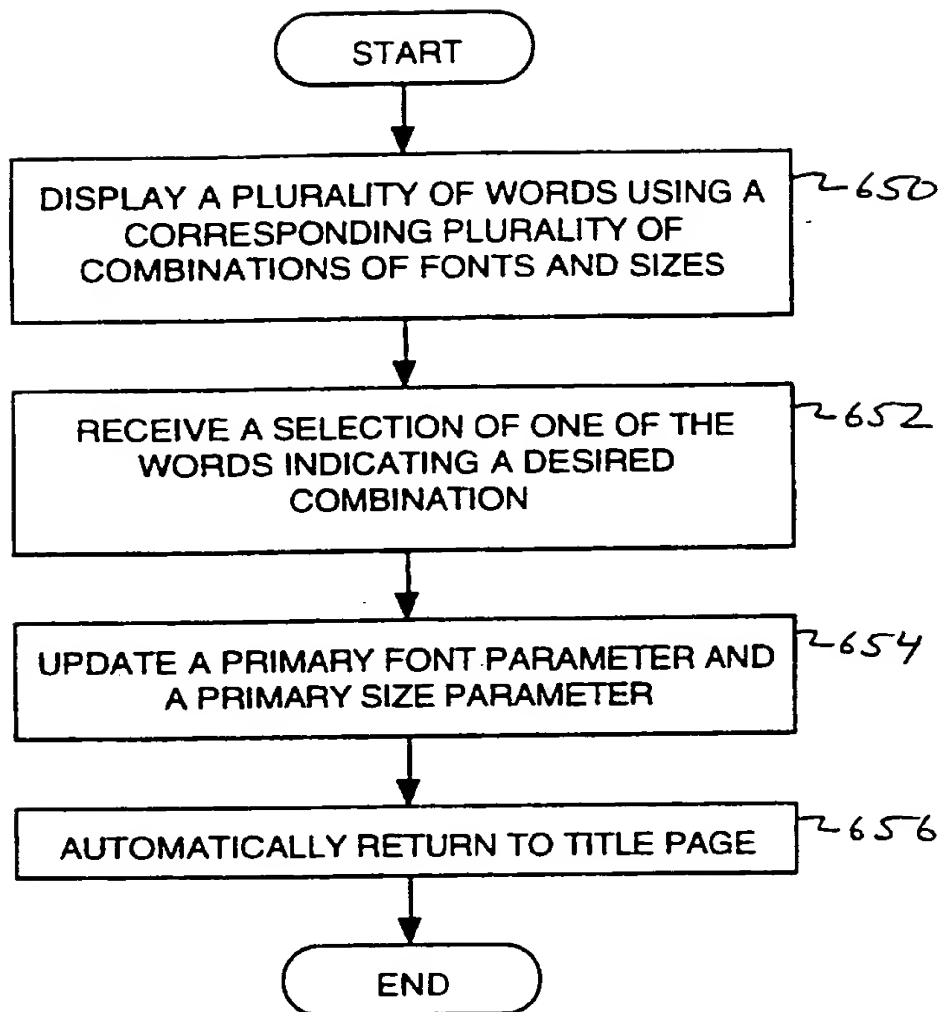 START
DISPLAY A PLURALITY OF WORDS USING A
CORRESPONDING PLURALITY OF
COMBINATIONS OF FONTS AND SIZES
650
RECEIVE A SELECTION OF ONE OF THE
WORDS INDICATING A DESIRED
COMBINATION
652
UPDATE A PRIMARY FONT PARAMETER AND
A PRIMARY SIZE PARAMETER
654
AUTOMATICALLY RETURN TO TITLE PAGE
656
END